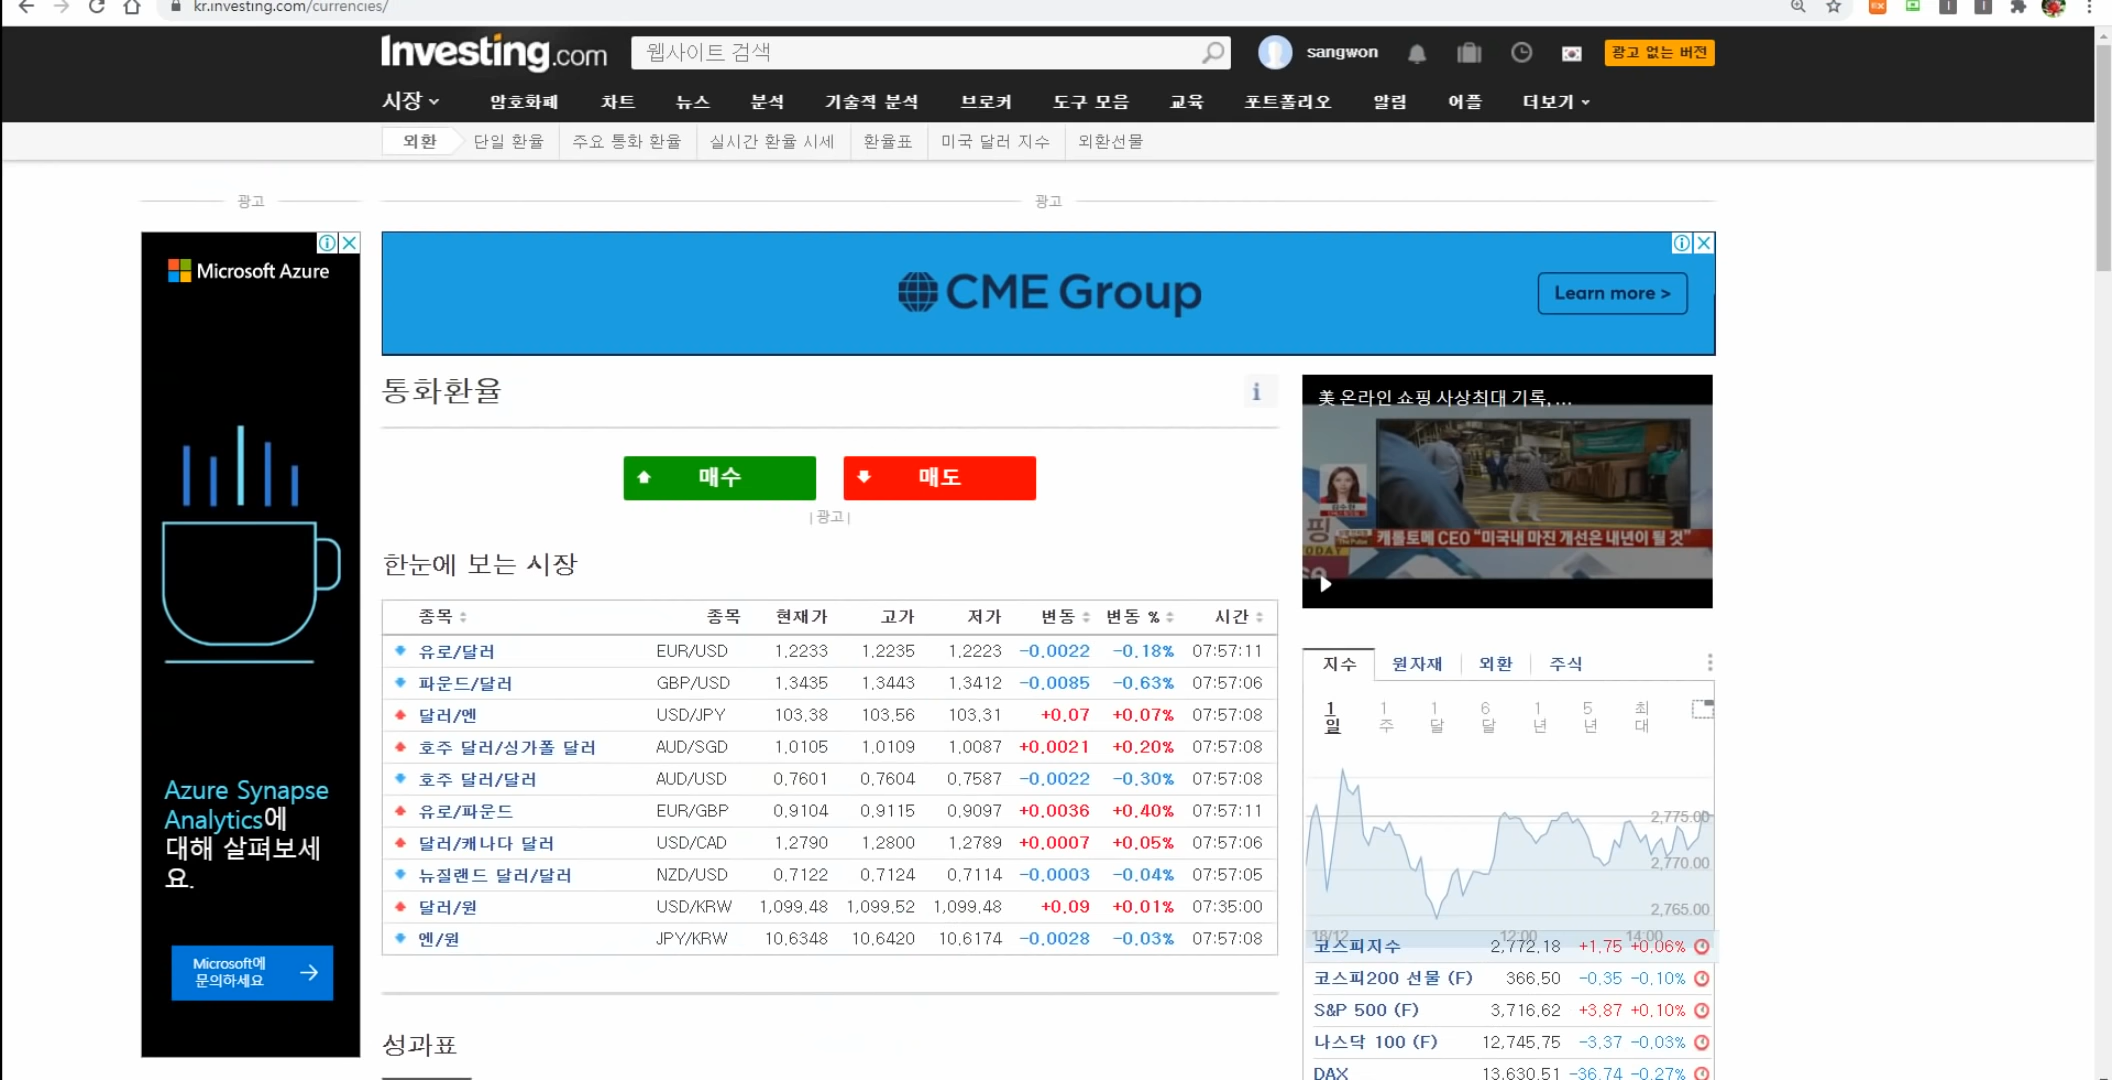 kr.investing.com/currencies/
Investing.com
웹사이트 검색
sangwon
광고 없는 버전
시장 암호화폐 차트 뉴스 분석 기술적 분석 브로커 도구 모음 교육 포트폴리오 알림 어플 더보기
외환 단일 환율 주요 통화 환율 실시간 환율 시세 환율표 미국 달러 지수 외환선물
광고
광고
Microsoft Azure
Azure Synapse
Analytics에
대해 살펴보세
요.
Microsoft에
문의하세요
CME Group
Learn more >
통화환율
매수
매도
| 광고 |
한눈에 보는 시장
종목 종목 현재가 고가 저가 변동 변동 % 시간
유로/달러 EUR/USD 1,2233 1,2235 1,2223 -0,0022 -0,18% 07:57:11
파운드/달러 GBP/USD 1,3435 1,3443 1,3412 -0,0085 -0,63% 07:57:06
달러/엔 USD/JPY 103,38 103,56 103,31 +0,07 +0,07% 07:57:08
호주 달러/싱가폴 달러 AUD/SGD 1,0105 1,0109 1,0087 +0,0021 +0,20% 07:57:08
호주 달러/달러 AUD/USD 0,7601 0,7604 0,7587 -0,0022 -0,30% 07:57:08
유로/파운드 EUR/GBP 0,9104 0,9115 0,9097 +0,0036 +0,40% 07:57:11
달러/캐나다 달러 USD/CAD 1,2790 1,2800 1,2789 +0,0007 +0,05% 07:57:06
뉴질랜드 달러/달러 NZD/USD 0,7122 0,7124 0,7114 -0,0003 -0,04% 07:57:05
달러/원 USD/KRW 1,099,48 1,099,52 1,099,48 +0,09 +0,01% 07:35:00
엔/원 JPY/KRW 10,6348 10,6420 10,6174 -0,0028 -0,03% 07:57:08
성과표
美 온라인 쇼핑 사상최대 기록, ...
핑
TODAY
캐톨토메 CEO "미국내 마진 개선은 내년이 될 것"
지수 원자재 외환 주식
1일 1주 1달 6달 1년 5년 최대
2,775.00
2,770.00
2,765.00
18/12 12:00 14:00
코스피지수 2,772,18 +1,75 +0,06%
코스피200 선물 (F) 366,50 -0,35 -0,10%
S&P 500 (F) 3,716,62 +3,87 +0,10%
나스닥 100 (F) 12,745,75 -3,37 -0,03%
DAX 13,630,51 -36,74 -0,27%